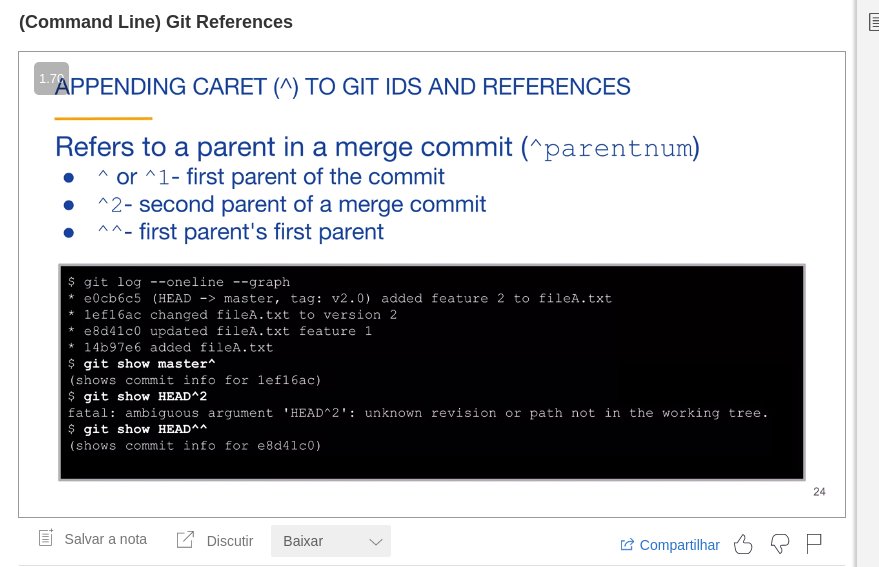 (Command Line) Git References
1.70
APPENDING CARET (^) TO GIT IDS AND REFERENCES
Refers to a parent in a merge commit (^parentnum)
● ^ or ^1- first parent of the commit
● ^2- second parent of a merge commit
● ^^- first parent's first parent
$ git log --oneline --graph
* e0cb6c5 (HEAD -> master, tag: v2.0) added feature 2 to fileA.txt
* 1ef16ac changed fileA.txt to version 2
* e8d41c0 updated fileA.txt feature 1
* 14b97e6 added fileA.txt
$ git show master^
(shows commit info for 1ef16ac)
$ git show HEAD^2
fatal: ambiguous argument 'HEAD^2': unknown revision or path not in the working tree.
$ git show HEAD^^
(shows commit info for e8d41c0)
24
Salvar a nota
Discutir
Baixar
Compartilhar